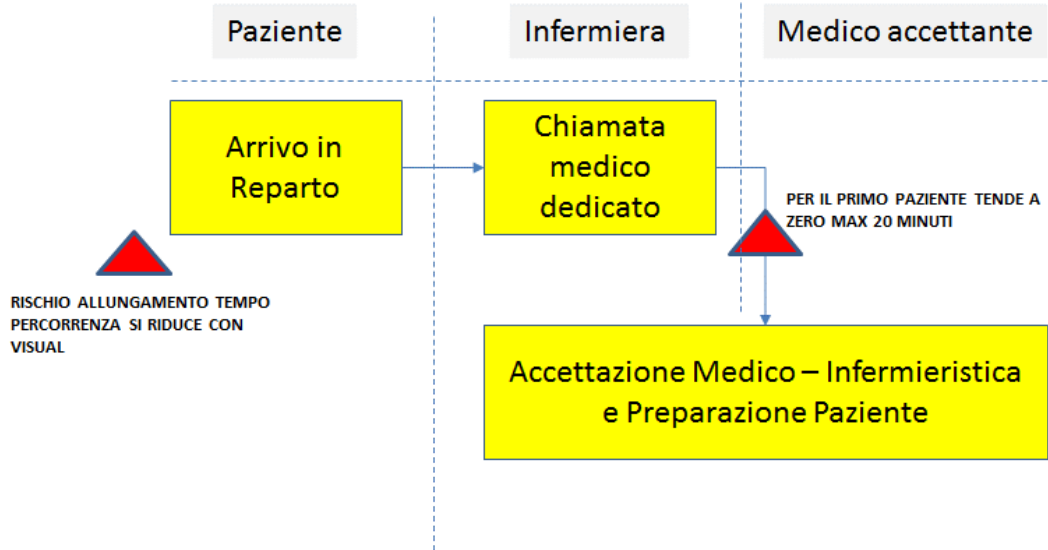 Paziente
Infermiera
Medico accettante
Arrivo in
Reparto
Chiamata
medico
dedicato
PER IL PRIMO PAZIENTE TENDE A
ZERO MAX 20 MINUTI
RISCHIO ALLUNGAMENTO TEMPO
PERCORRENZA SI RIDUCE CON
VISUAL
Accettazione Medico – Infermieristica
e Preparazione Paziente